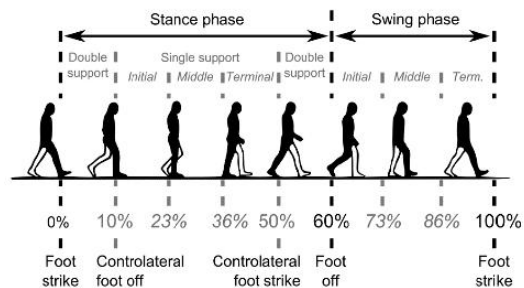 Stance phase Swing phase
Double support Single support Double support
Initial Middle Terminal Initial Middle Term.
0% 10% 23% 36% 50% 60% 73% 86% 100%
Foot strike Controlateral foot off Controlateral foot strike Foot off Foot strike